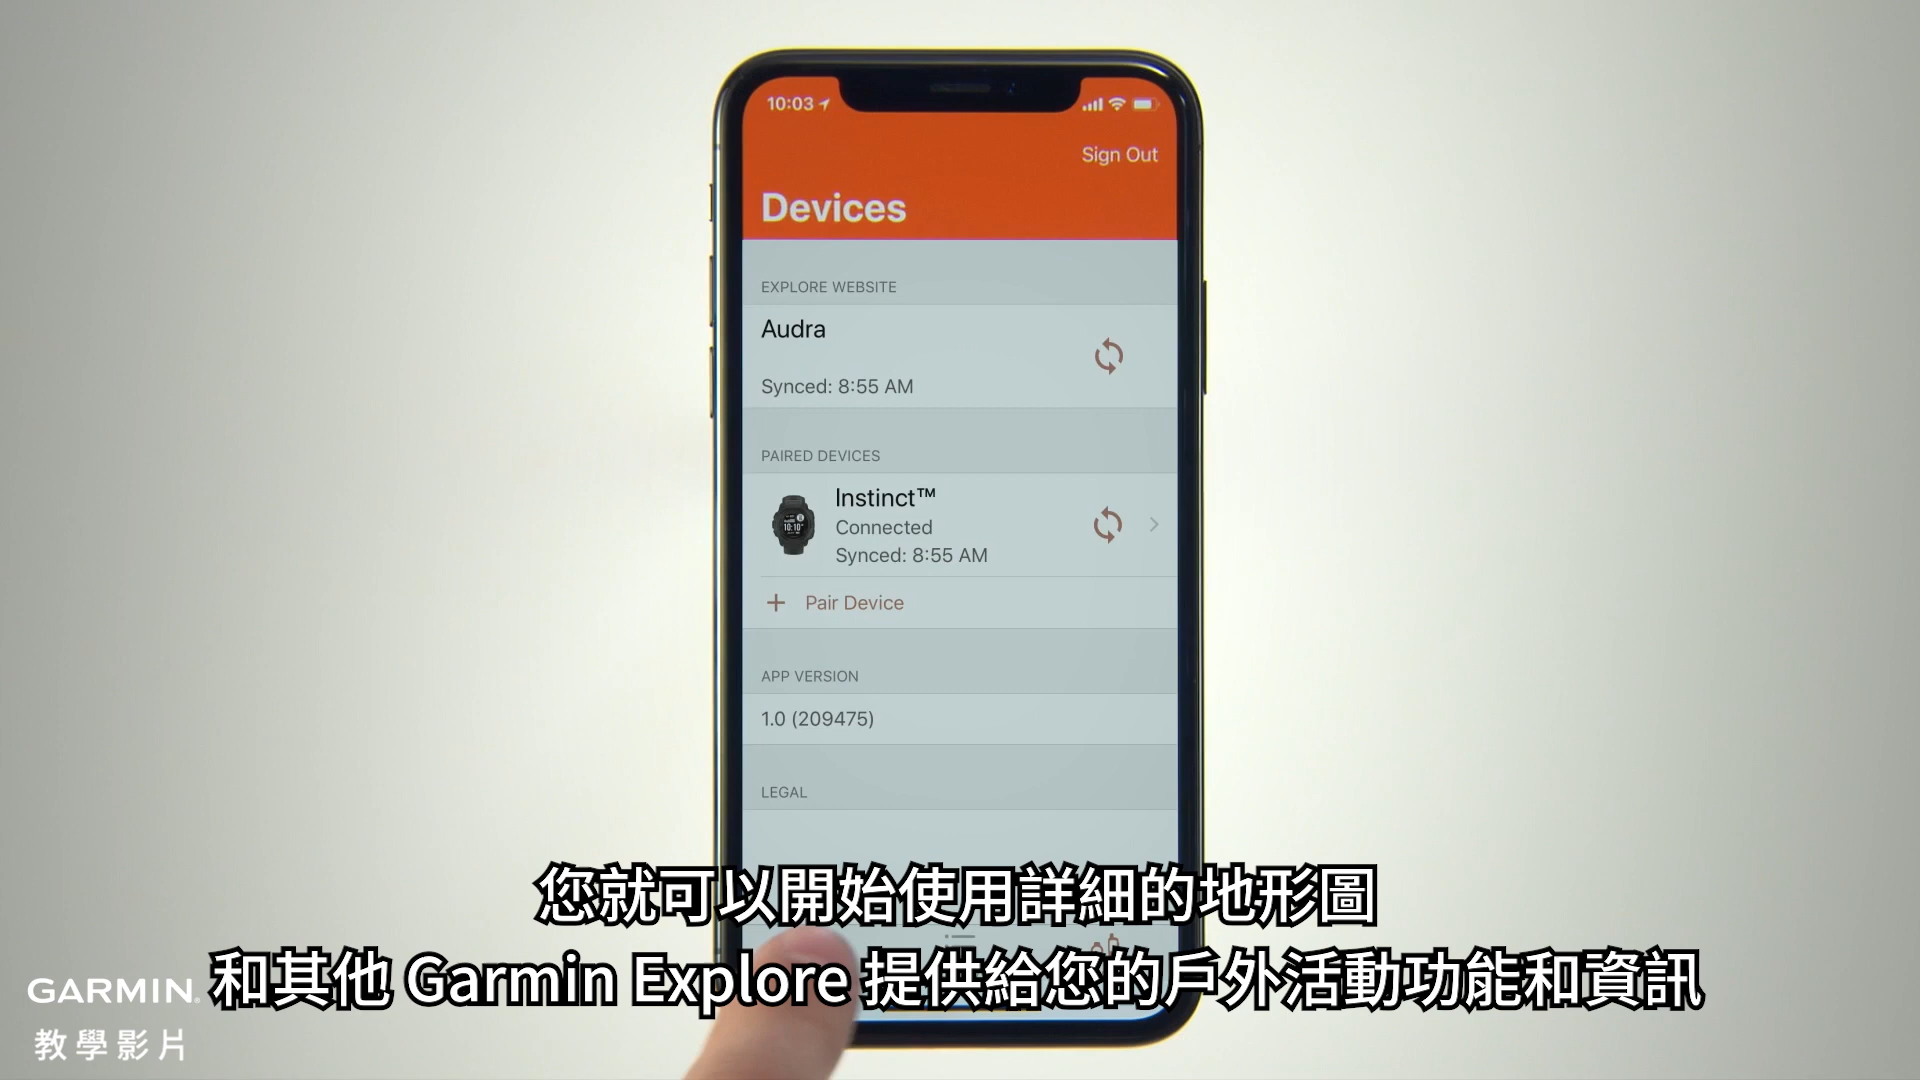 10:03
Sign Out
Devices
EXPLORE WEBSITE
Audra
Synced: 8:55 AM
PAIRED DEVICES
Instinct™
Connected
Synced: 8:55 AM
+ Pair Device
APP VERSION
1.0 (209475)
LEGAL
您就可以開始使用詳細的地形圖
和其他 Garmin Explore 提供給您的戶外活動功能和資訊
GARMIN
教學影片